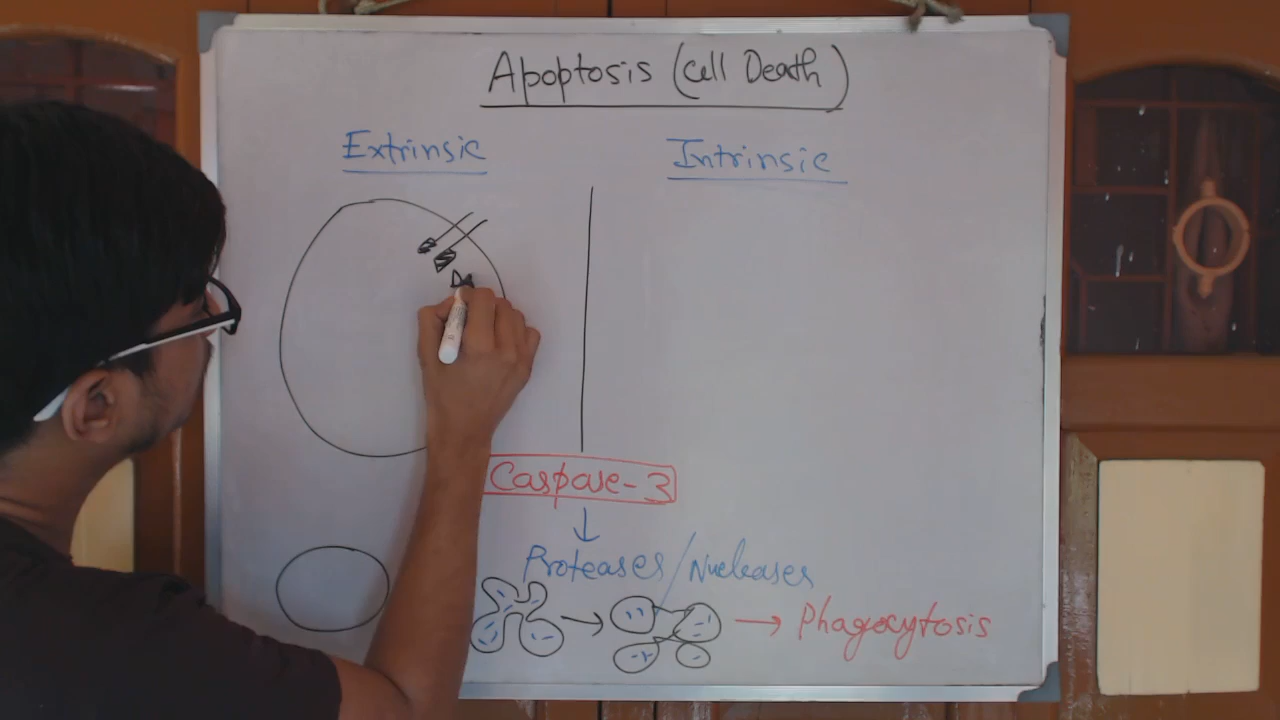 Apoptosis (Cell Death)
Extrinsic
Intrinsic
Caspase-3
Proteases/Nucleases
Phagocytosis